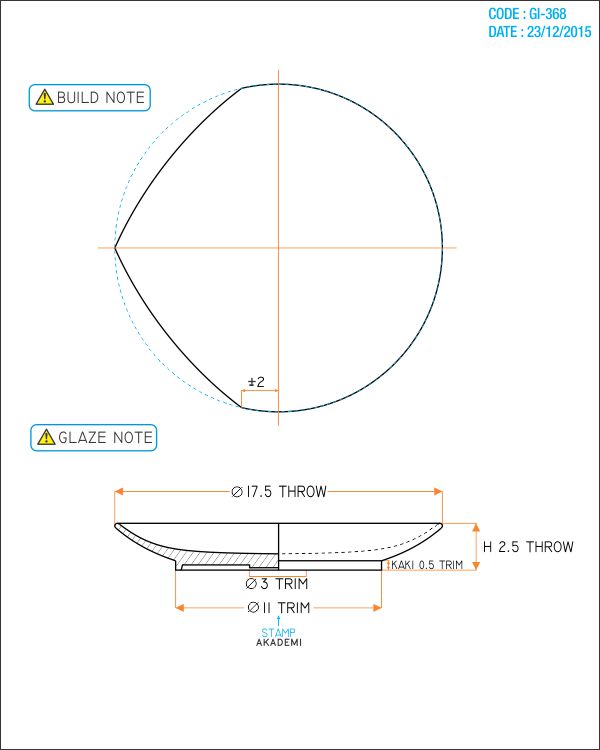 CODE : GI-368
DATE : 23/12/2015
BUILD NOTE
±2
GLAZE NOTE
Ø 17.5 THROW
H 2.5 THROW
KAKI 0.5 TRIM
Ø 3 TRIM
Ø 11 TRIM
STAMP
AKADEMI